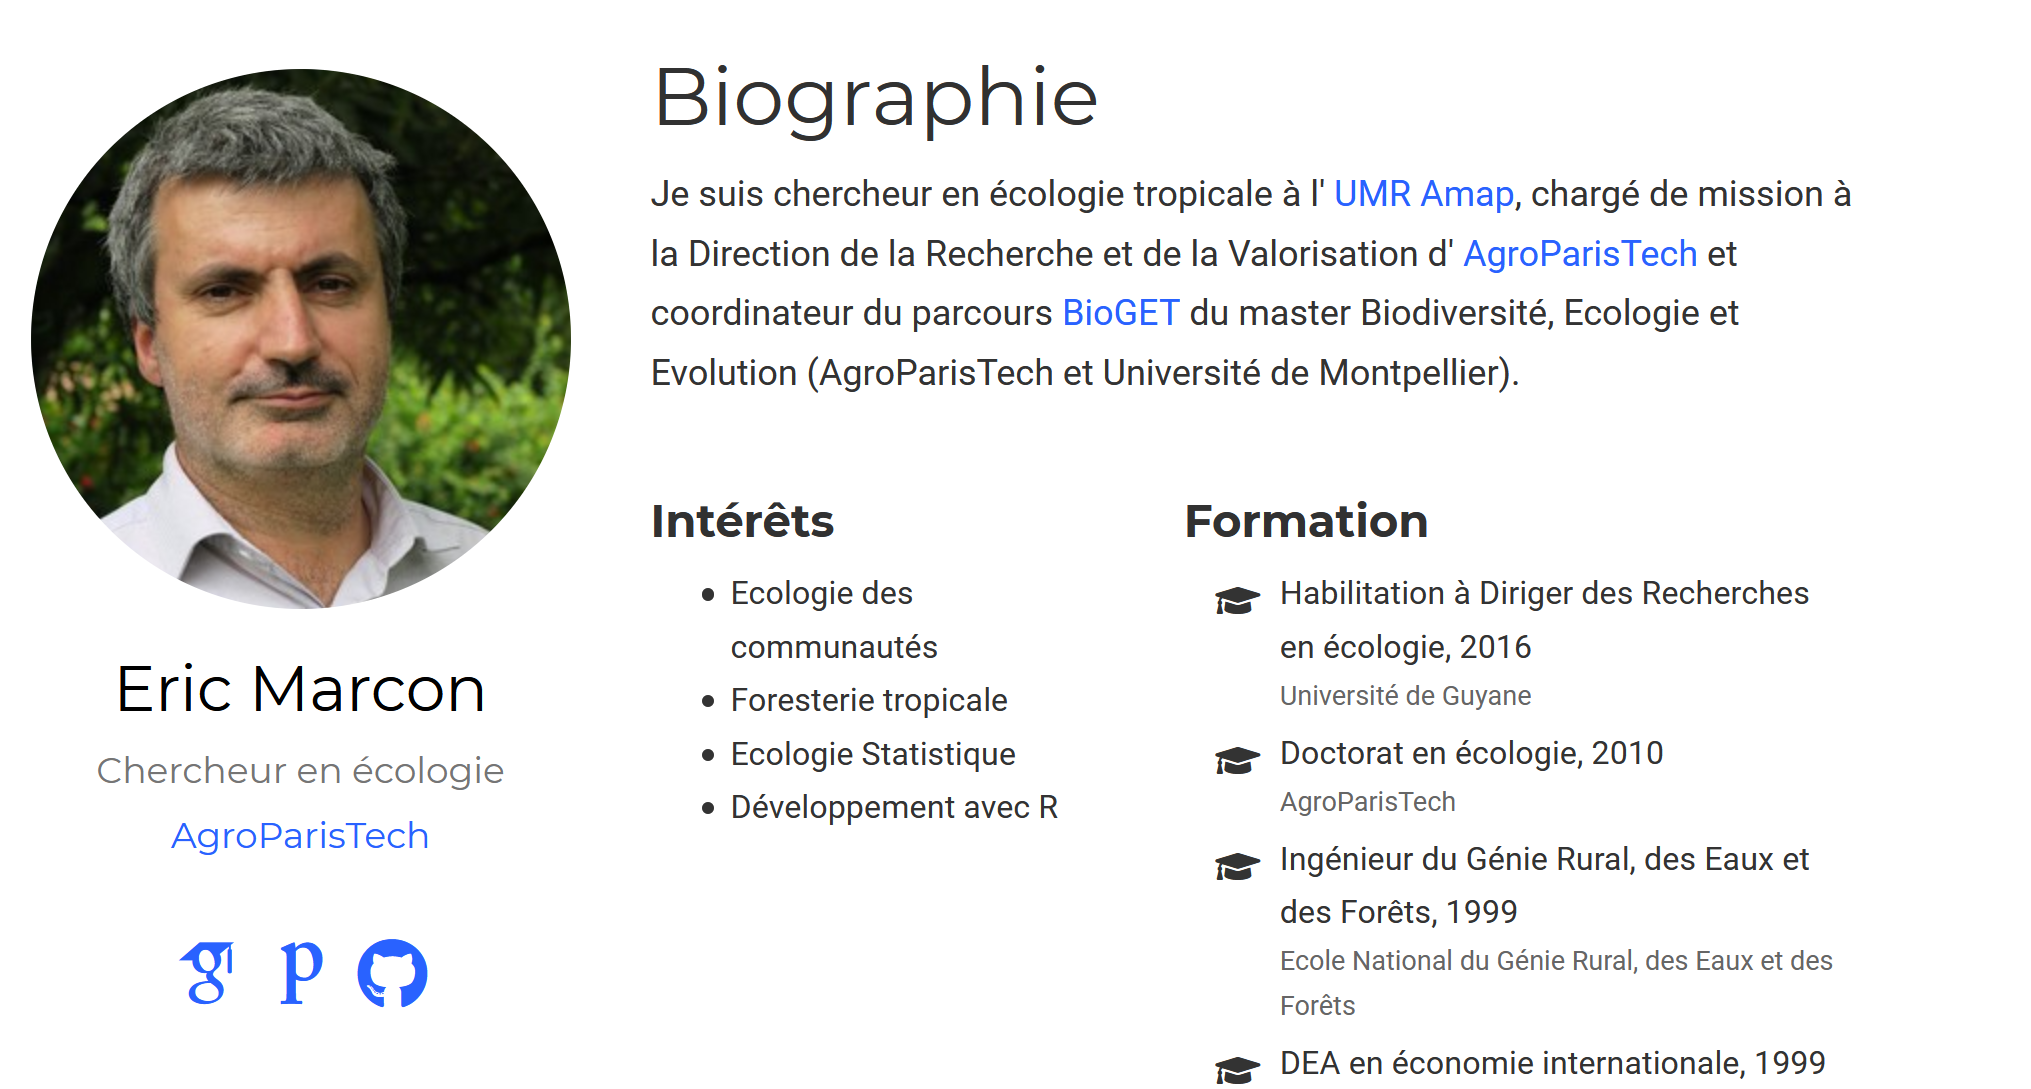 Biographie
Je suis chercheur en écologie tropicale à l' UMR Amap, chargé de mission à
la Direction de la Recherche et de la Valorisation d' AgroParisTech et
coordinateur du parcours BioGET du master Biodiversité, Ecologie et
Evolution (AgroParisTech et Université de Montpellier).
Eric Marcon
Chercheur en écologie
AgroParisTech
Intérêts
Ecologie des
communautés
Foresterie tropicale
Ecologie Statistique
Développement avec R
Formation
Habilitation à Diriger des Recherches
en écologie, 2016
Université de Guyane
Doctorat en écologie, 2010
AgroParisTech
Ingénieur du Génie Rural, des Eaux et
des Forêts, 1999
Ecole National du Génie Rural, des Eaux et des
Forêts
DEA en économie internationale, 1999